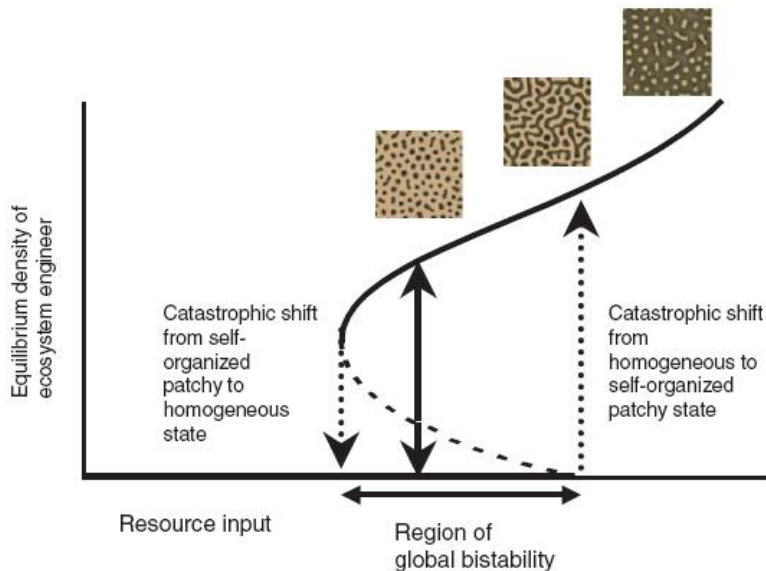 Equilibrium density of
ecosystem engineer
Catastrophic shift
from self-
organized
patchy to
homogeneous
state
Catastrophic shift
from
homogeneous to
self-organized
patchy state
Resource input
Region of
global bistability